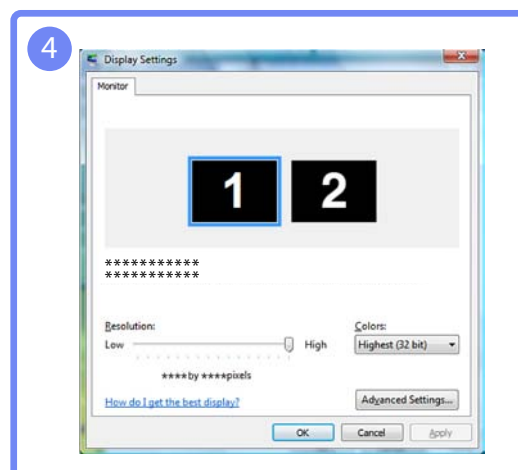 4
Display Settings
Monitor
1 2
***********
***********
Resolution: Colors:
Low High Highest (32 bit)
**** by ****pixels
How do I get the best display? Advanced Settings...
OK Cancel Apply